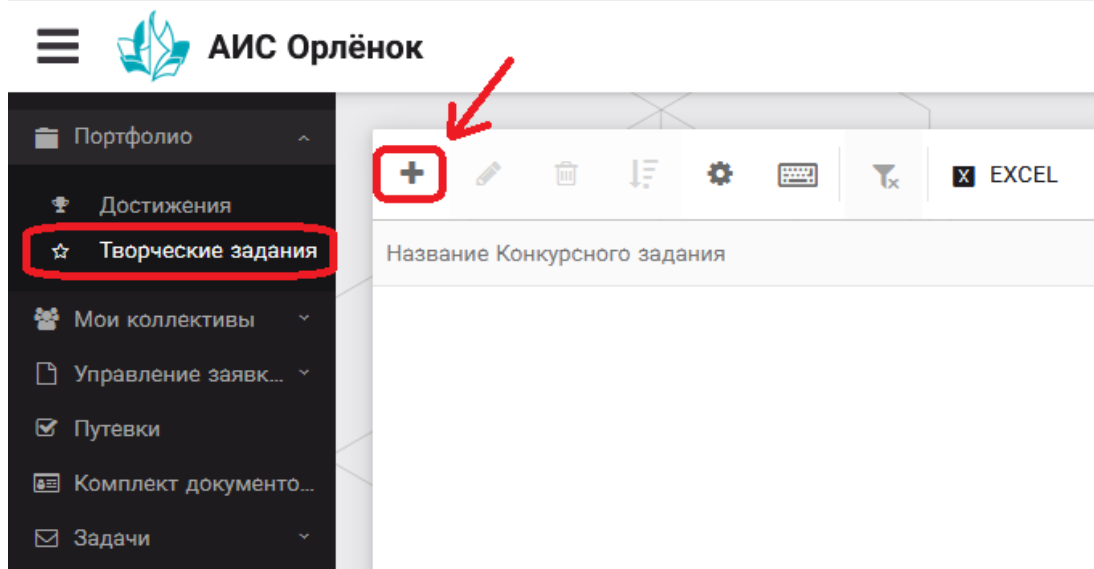 АИС Орлёнок
Портфолио
Достижения
Творческие задания
Мои коллективы
Управление заявк...
Путевки
Комплект документо...
Задачи
X EXCEL
Название Конкурсного задания